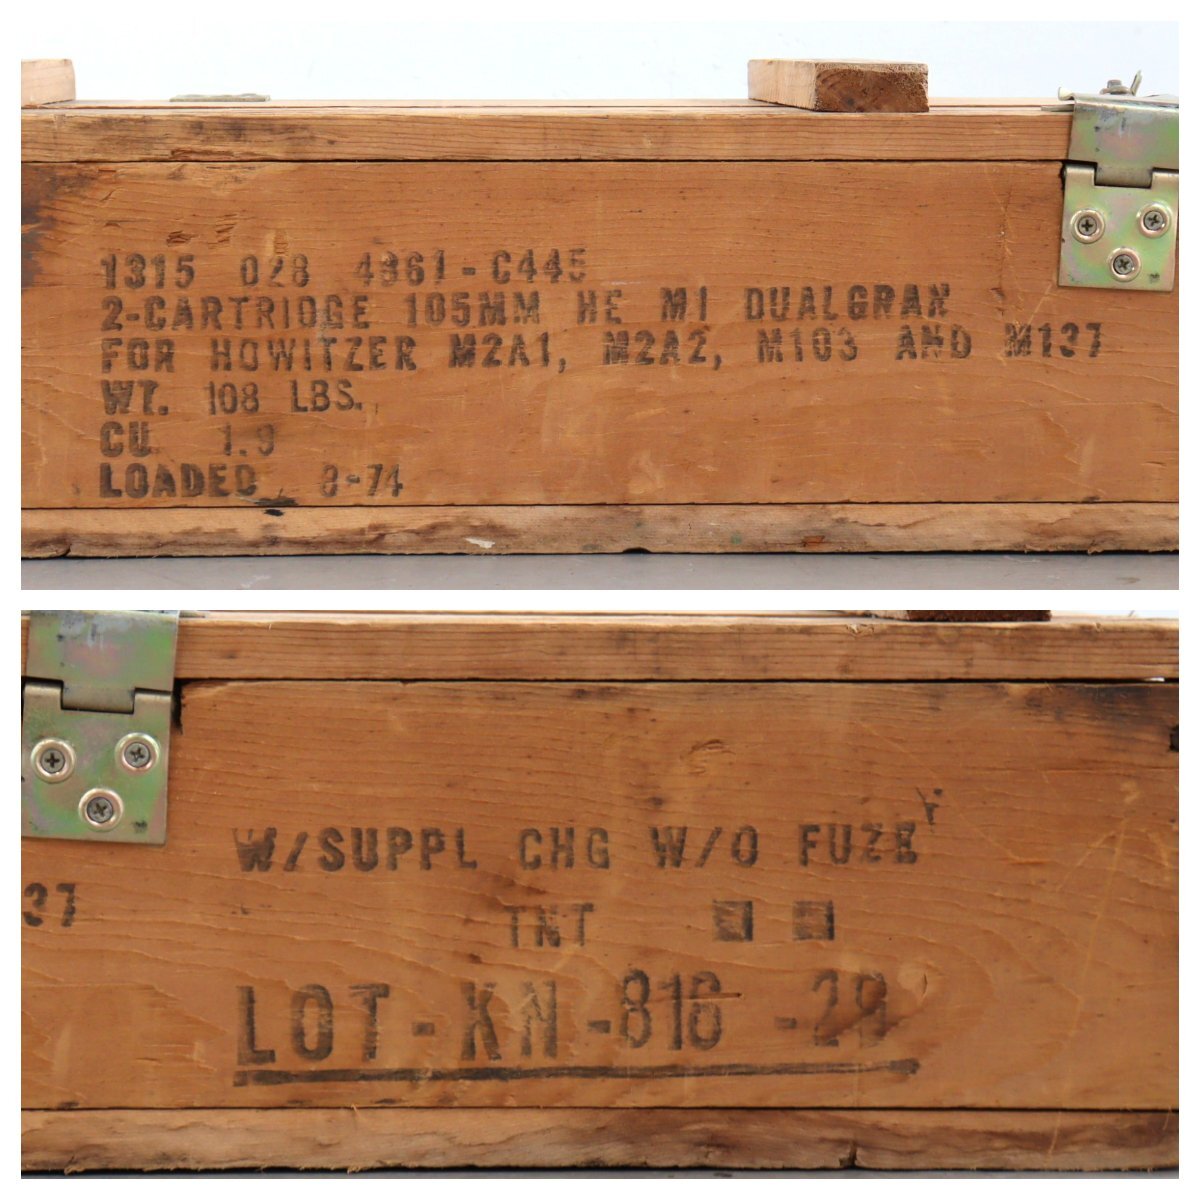 1315 028 4961-C445
2-CARTRIDGE 105MM HE M1 DUALGRAN
FOR HOWITZER M2A1, M2A2, M103 AND M137
WT. 108 LBS.
CU 1.9
LOADED 8-74
W/SUPPL CHG W/O FUZE
37
TNT
LOT-KN-816 -29